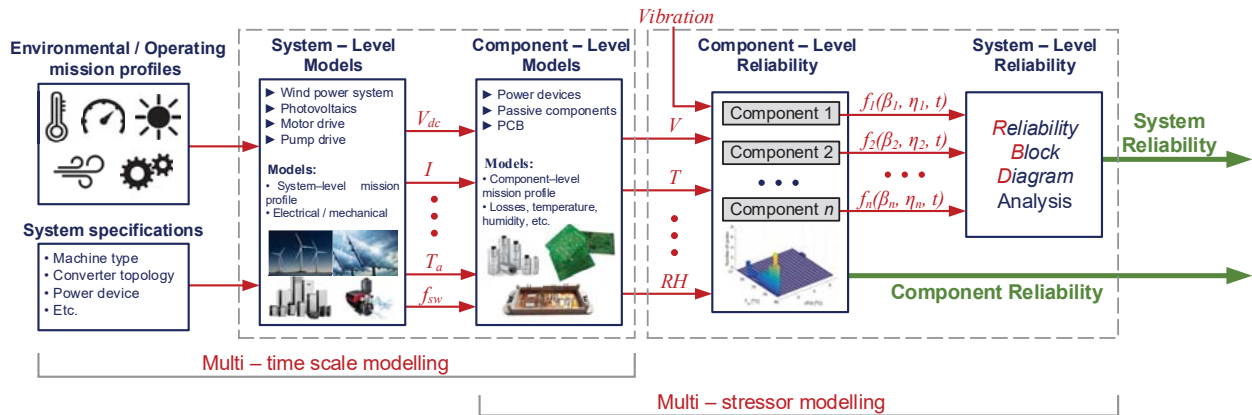 Environmental / Operating
mission profiles
System specifications
• Machine type
• Converter topology
• Power device
• Etc.
System – Level
Models
► Wind power system
► Photovoltaics
► Motor drive
► Pump drive
Models:
• System–level mission
profile
• Electrical / mechanical
V_dc
I
T_a
f_sw
Component – Level
Models
► Power devices
► Passive components
► PCB
Models:
• Component–level
mission profile
• Losses, temperature,
humidity, etc.
Vibration
V
T
RH
Component – Level
Reliability
Component 1
Component 2
Component n
f₁(β₁, η₁, t)
f₂(β₂, η₂, t)
fₙ(βₙ, ηₙ, t)
System – Level
Reliability
Reliability
Block
Diagram
Analysis
System
Reliability
Component Reliability
Multi – time scale modelling
Multi – stressor modelling